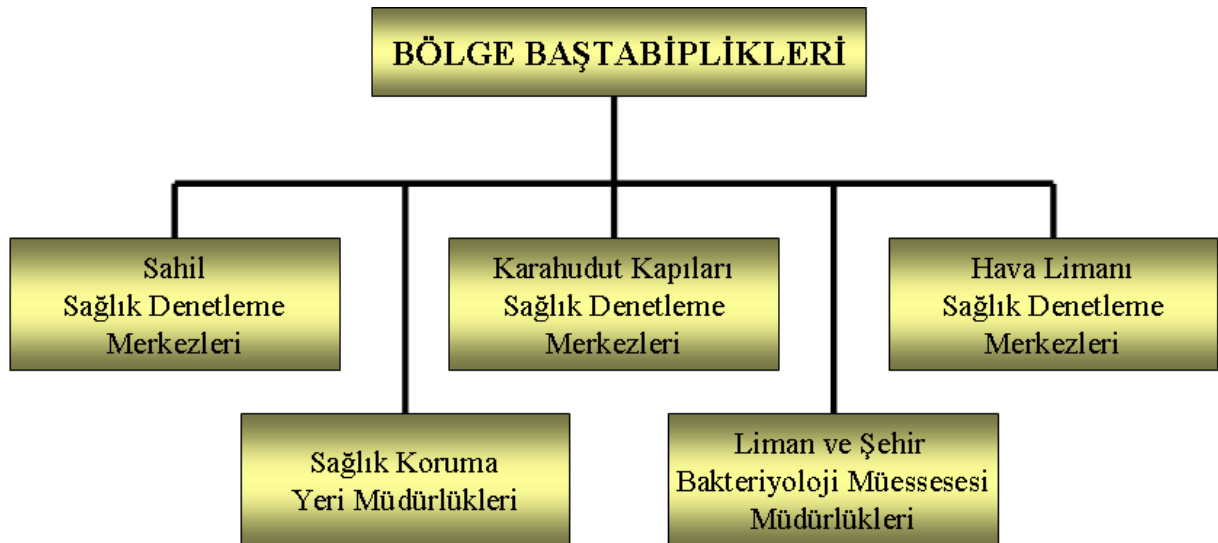 BÖLGE BAŞTABİPLİKLERİ
Sahil
Sağlık Denetleme
Merkezleri
Karahudut Kapıları
Sağlık Denetleme
Merkezleri
Hava Limanı
Sağlık Denetleme
Merkezleri
Sağlık Koruma
Yeri Müdürlükleri
Liman ve Şehir
Bakteriyoloji Müessesesi
Müdürlükleri